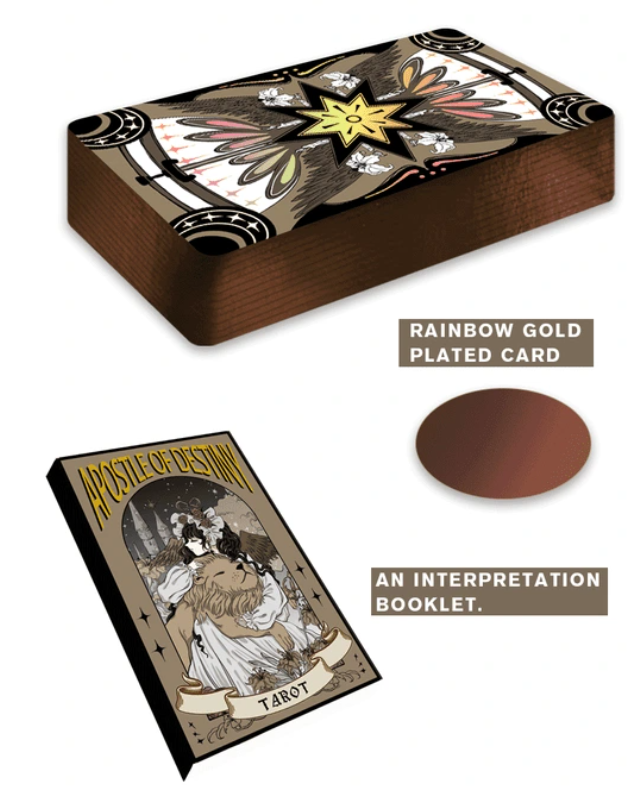 RAINBOW GOLD
PLATED CARD
APOSTLE OF DESTINY
TAROT
AN INTERPRETATION
BOOKLET.